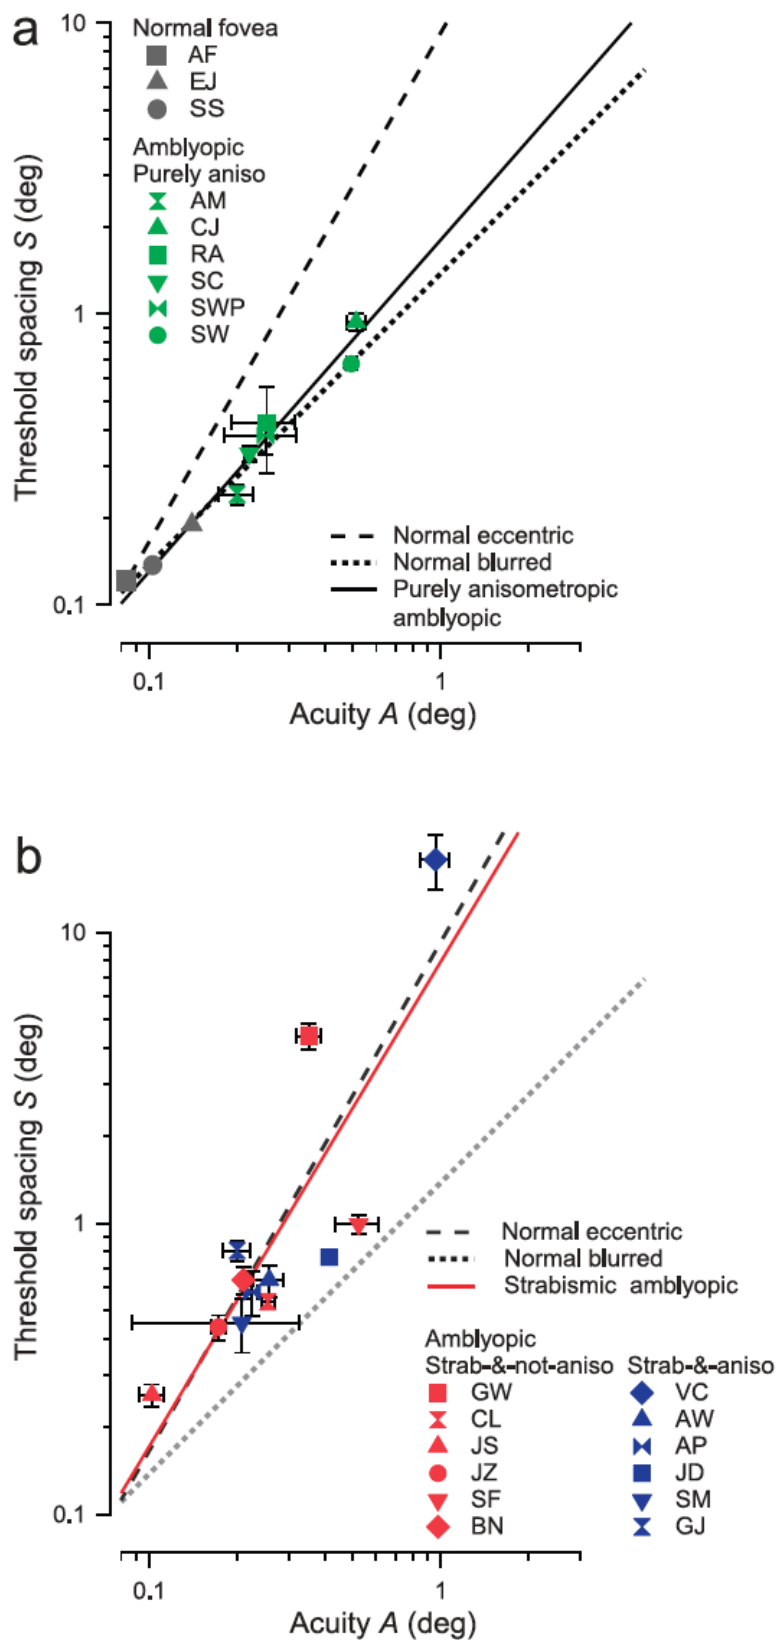 a
10
1
0.1
Threshold spacing S (deg)
Normal fovea
AF
EJ
SS
Amblyopic
Purely aniso
AM
CJ
RA
SC
SWP
SW
Normal eccentric
Normal blurred
Purely anisometropic
amblyopic
0.1
1
Acuity A (deg)
b
10
1
0.1
Threshold spacing S (deg)
Normal eccentric
Normal blurred
Strabismic amblyopic
Amblyopic
Strab-&-not-aniso Strab-&-aniso
GW VC
CL AW
JS AP
JZ JD
SF SM
BN GJ
0.1
1
Acuity A (deg)